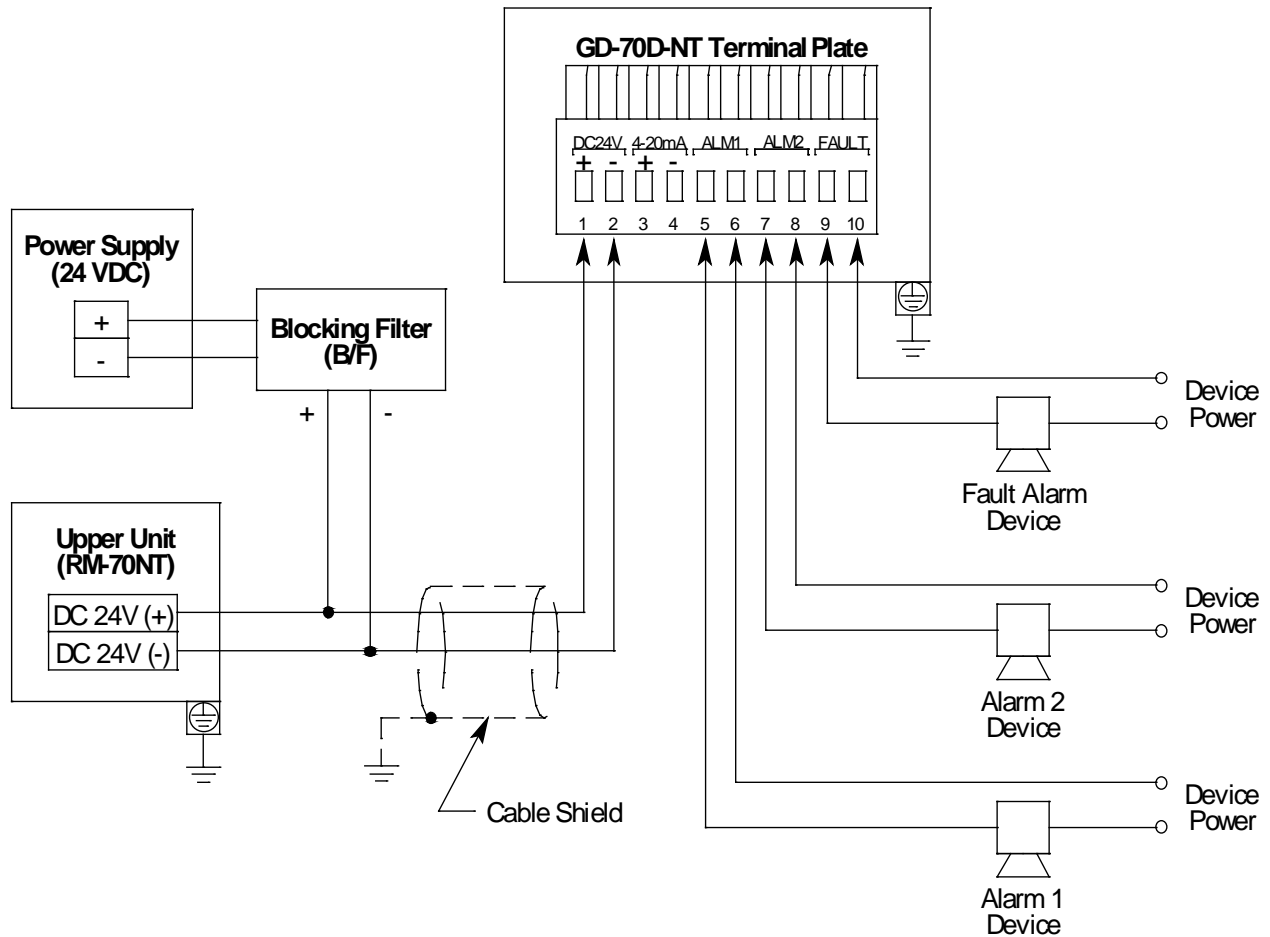 GD-70D-NT Terminal Plate
DC24V 4-20mA ALM1 ALM2 FAULT
+ - + -
1 2 3 4 5 6 7 8 9 10
Power Supply
(24 VDC)
+
-
Blocking Filter
(B/F)
+ -
Upper Unit
(RM-70NT)
DC 24V (+)
DC 24V (-)
Cable Shield
Device
Power
Fault Alarm
Device
Device
Power
Alarm 2
Device
Device
Power
Alarm 1
Device